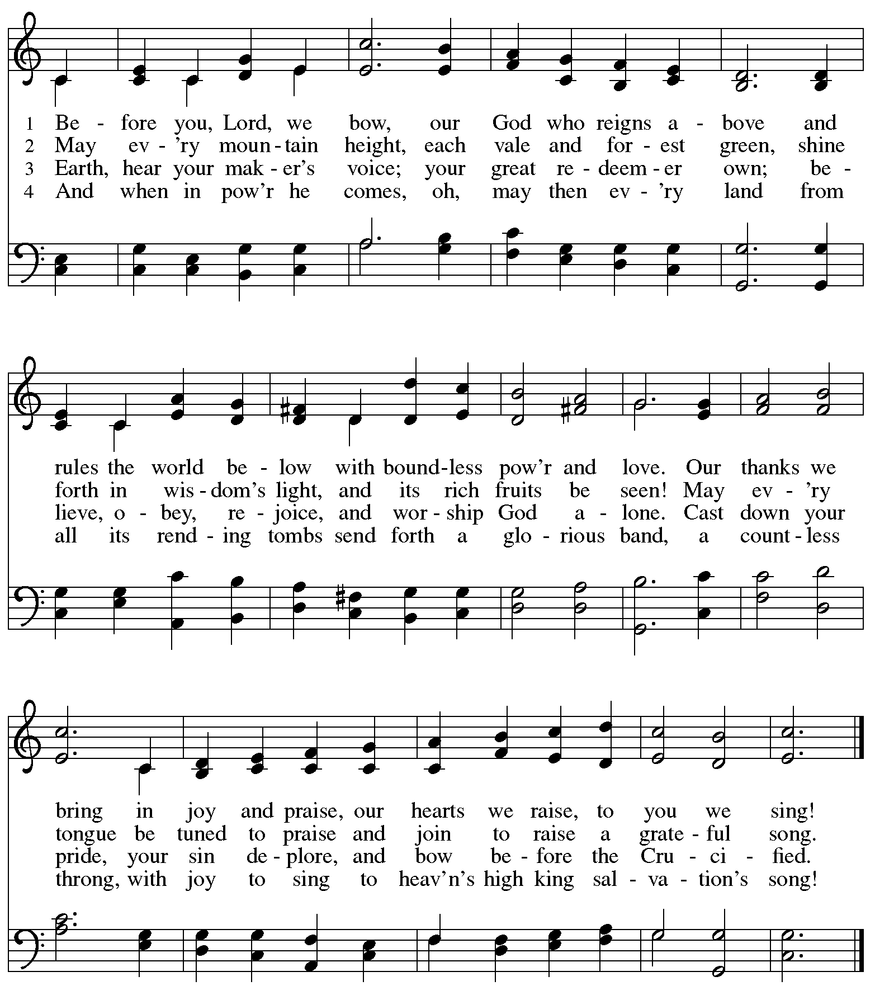 1 Be - fore you, Lord, we bow, our God who reigns a - bove and
2 May ev - 'ry moun - tain height, each vale and for - est green, shine
3 Earth, hear your mak - er's voice; your great re - deem - er own; be -
4 And when in pow'r he comes, oh, may then ev - 'ry land from
rules the world be - low with bound - less pow'r and love. Our thanks we
forth in wis - dom's light, and its rich fruits be seen! May ev - 'ry
lieve, o - bey, re - joice, and wor - ship God a - lone. Cast down your
all its rend - ing tombs send forth a glo - rious band, a count - less
bring in joy and praise, our hearts we raise, to you we sing!
tongue be tuned to praise and join to raise a grate - ful song.
pride, your sin de - plore, and bow be - fore the Cru - ci - fied.
throng, with joy to sing to heav'n's high king sal - va - tion's song!